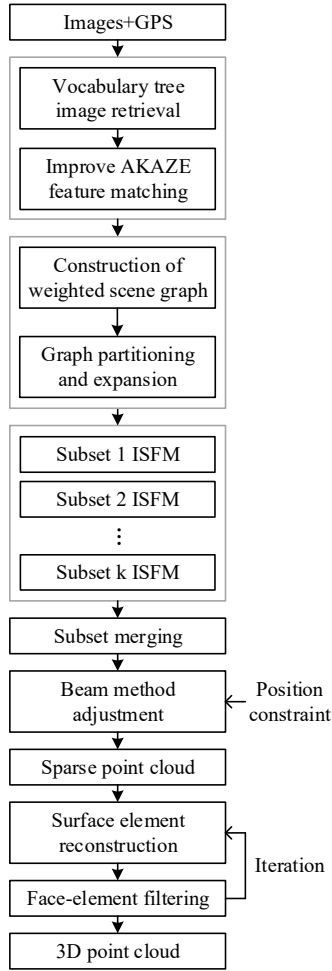 Images+GPS
Vocabulary tree
image retrieval
Improve AKAZE
feature matching
Construction of
weighted scene graph
Graph partitioning
and expansion
Subset 1 ISFM
Subset 2 ISFM
⋮
Subset k ISFM
Subset merging
Beam method
adjustment
Position
constraint
Sparse point cloud
Surface element
reconstruction
Iteration
Face-element filtering
3D point cloud